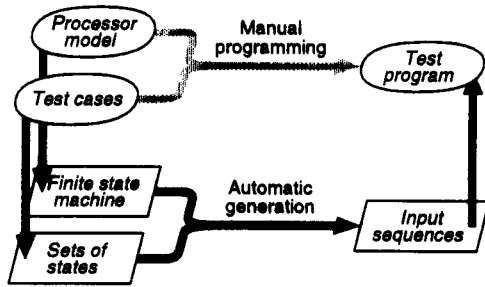 Processor
model
Manual
programming
Test
program
Test cases
Finite state
machine
Automatic
generation
Input
sequences
Sets of
states